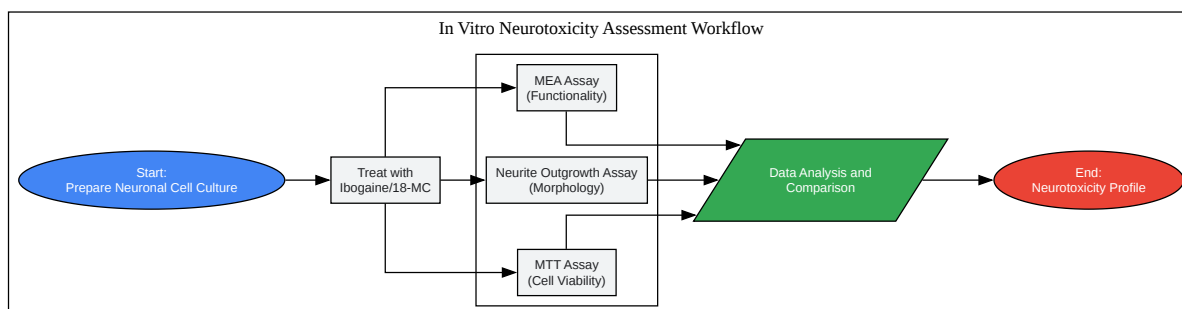 In Vitro Neurotoxicity Assessment Workflow
Start:
Prepare Neuronal Cell Culture
Treat with
Ibogaine/18-MC
MEA Assay
(Functionality)
Neurite Outgrowth Assay
(Morphology)
MTT Assay
(Cell Viability)
Data Analysis and
Comparison
End:
Neurotoxicity Profile